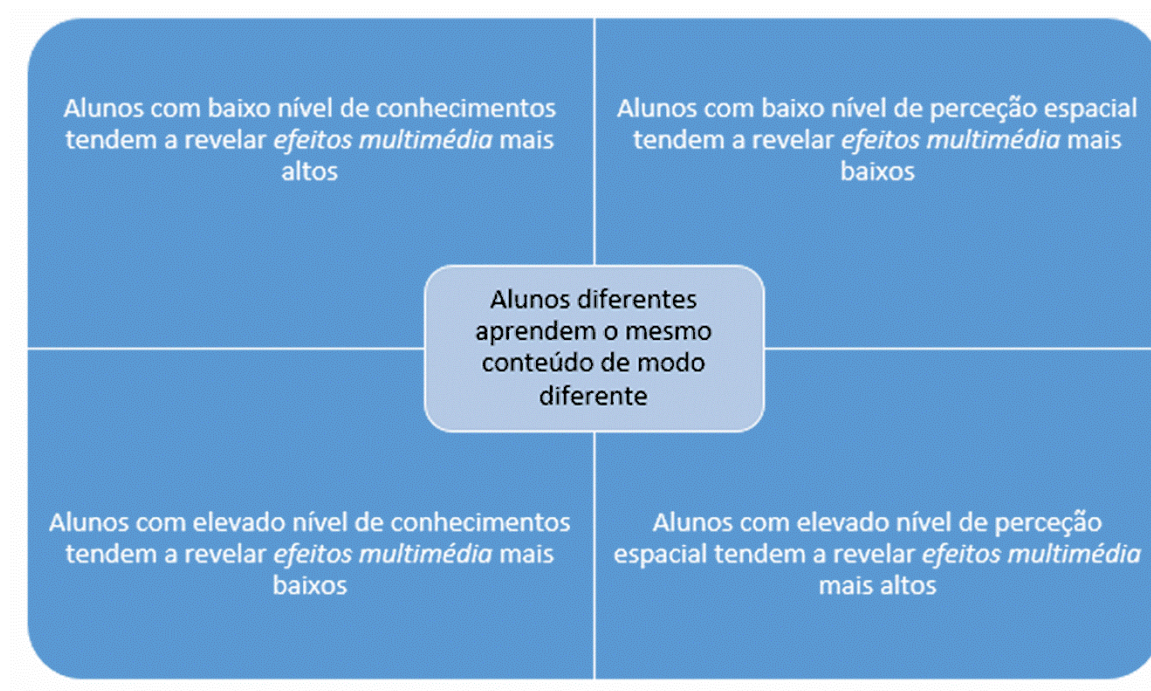 Alunos com baixo nível de conhecimentos
tendem a revelar efeitos multimédia mais
altos
Alunos com baixo nível de perceção espacial
tendem a revelar efeitos multimédia mais
baixos
Alunos diferentes
aprendem o mesmo
conteúdo de modo
diferente
Alunos com elevado nível de conhecimentos
tendem a revelar efeitos multimédia mais
baixos
Alunos com elevado nível de perceção
espacial tendem a revelar efeitos multimédia
mais altos